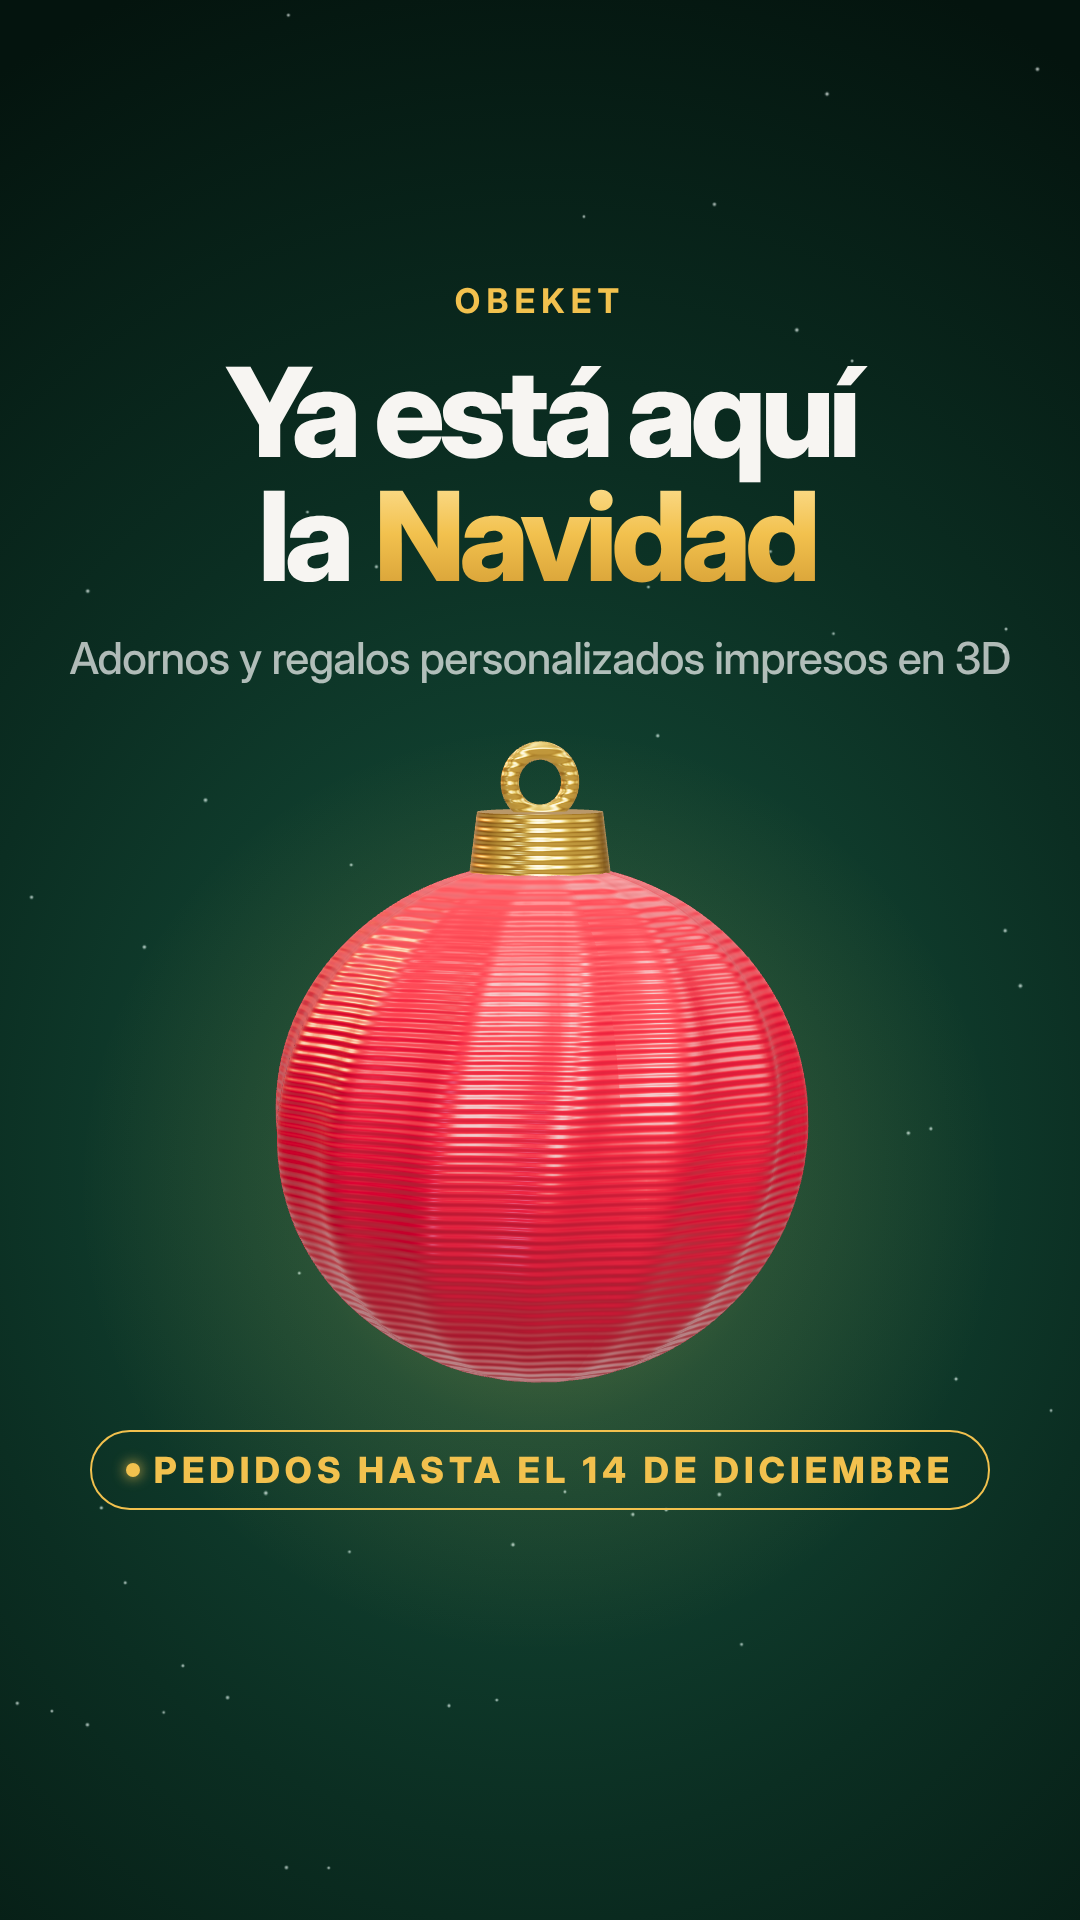 OBEKET
Ya está aquí
la Navidad
Adornos y regalos personalizados impresos en 3D
PEDIDOS HASTA EL 14 DE DICIEMBRE